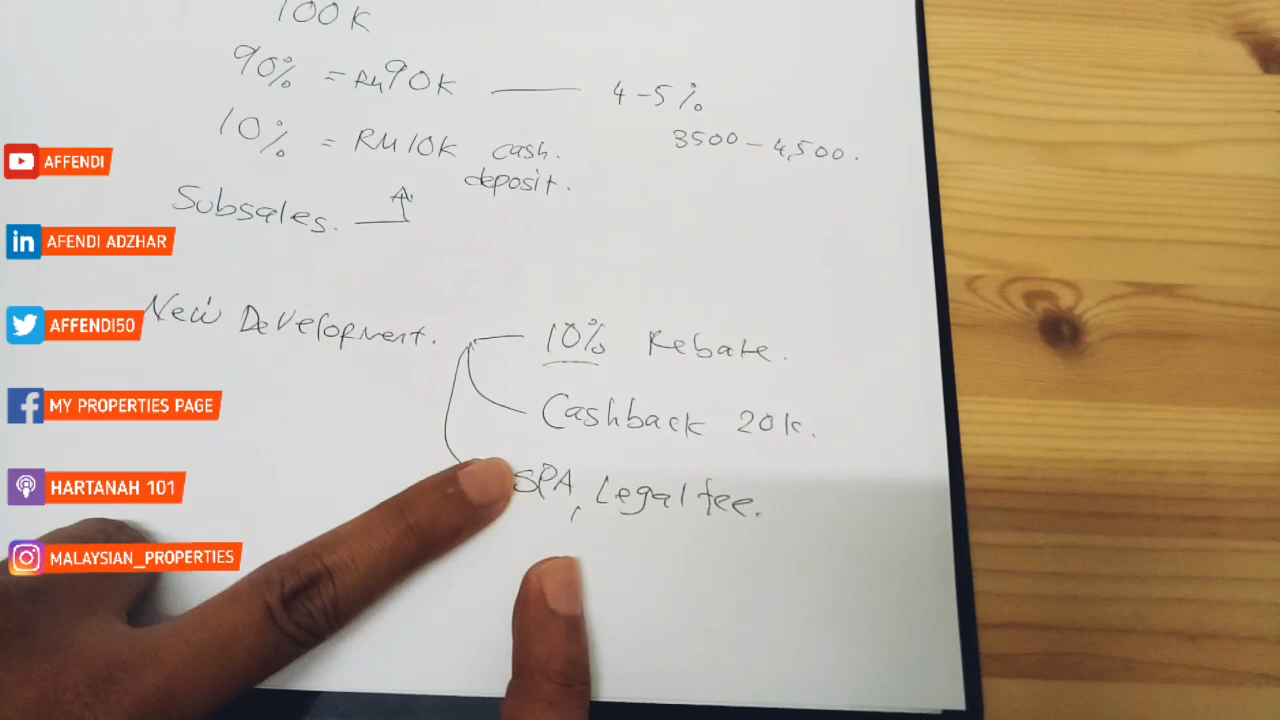 100K
90% = RM90K — 4-5%
3500 - 4,500.
10% = RM10K cash.
deposit.
Subsales.
New Development.
10% Rebate.
Cashback 20k.
SPA, Legal fee.
AFFENDI
in AFENDI ADZHAR
AFFENDI50
MY PROPERTIES PAGE
HARTANAH 101
MALAYSIAN_PROPERTIES